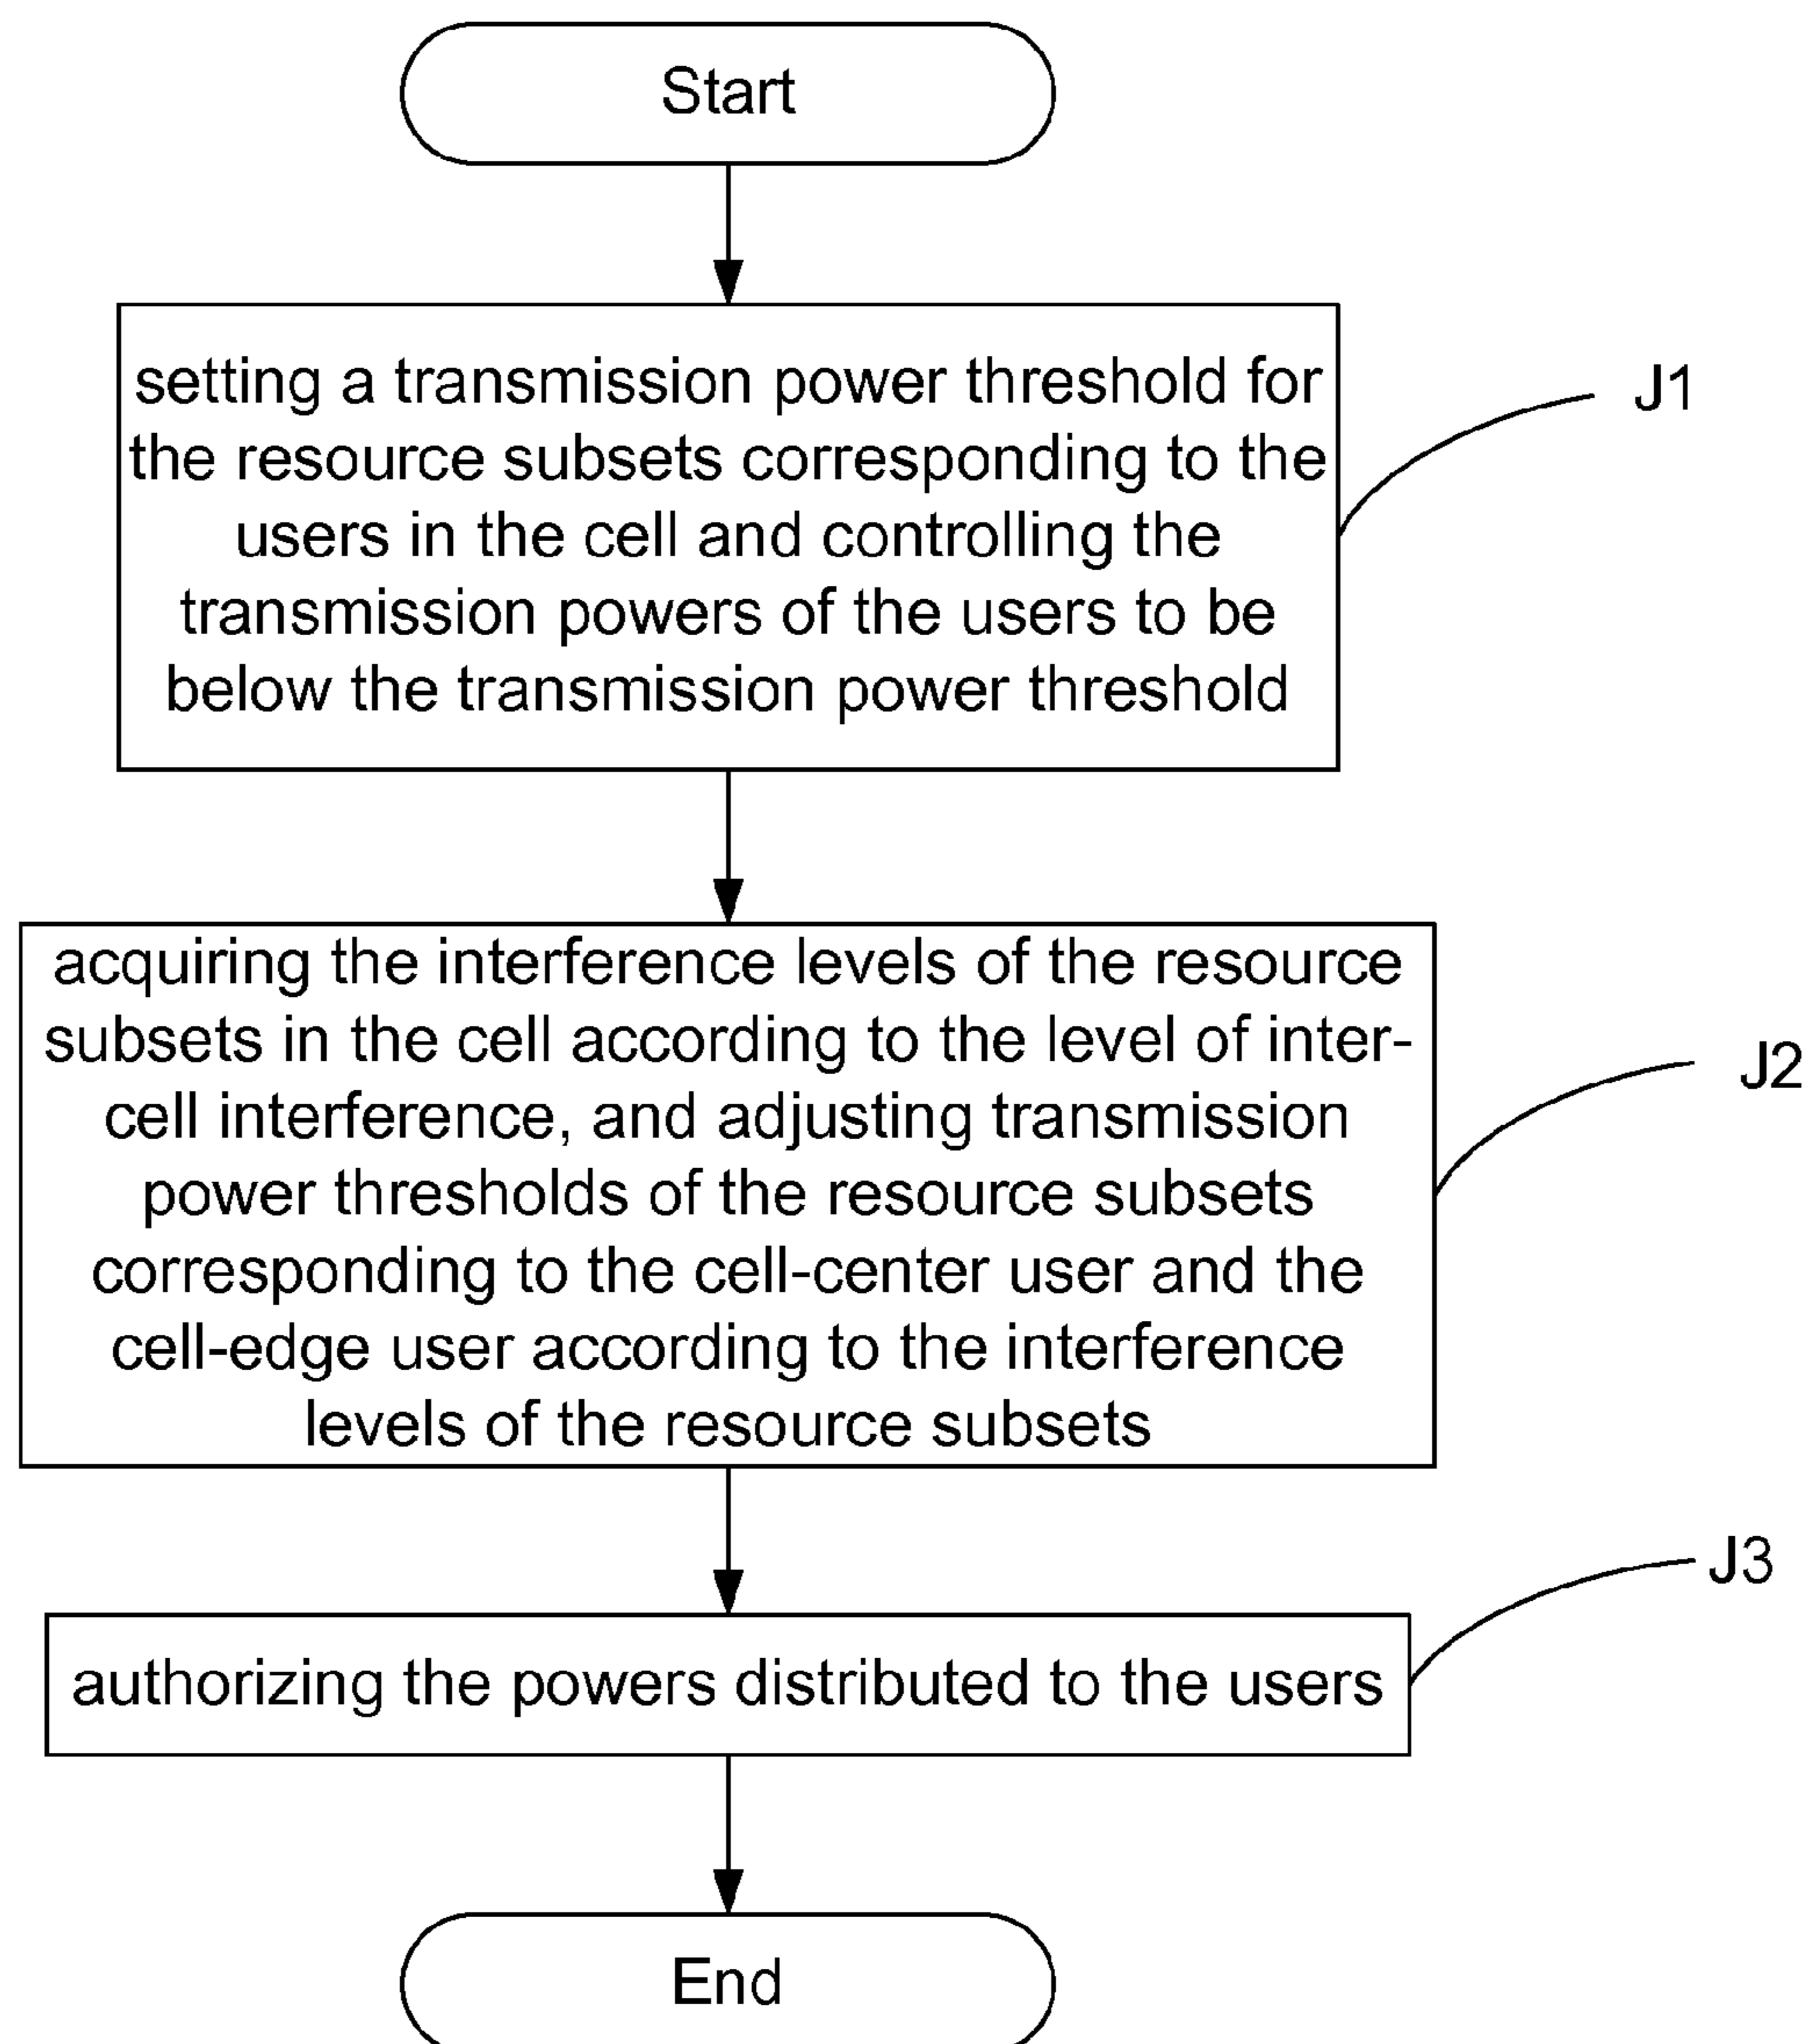 Start
setting a transmission power threshold for
the resource subsets corresponding to the
users in the cell and controlling the
transmission powers of the users to be
below the transmission power threshold
J1
acquiring the interference levels of the resource
subsets in the cell according to the level of inter-
cell interference, and adjusting transmission
power thresholds of the resource subsets
corresponding to the cell-center user and the
cell-edge user according to the interference
levels of the resource subsets
J2
authorizing the powers distributed to the users
J3
End